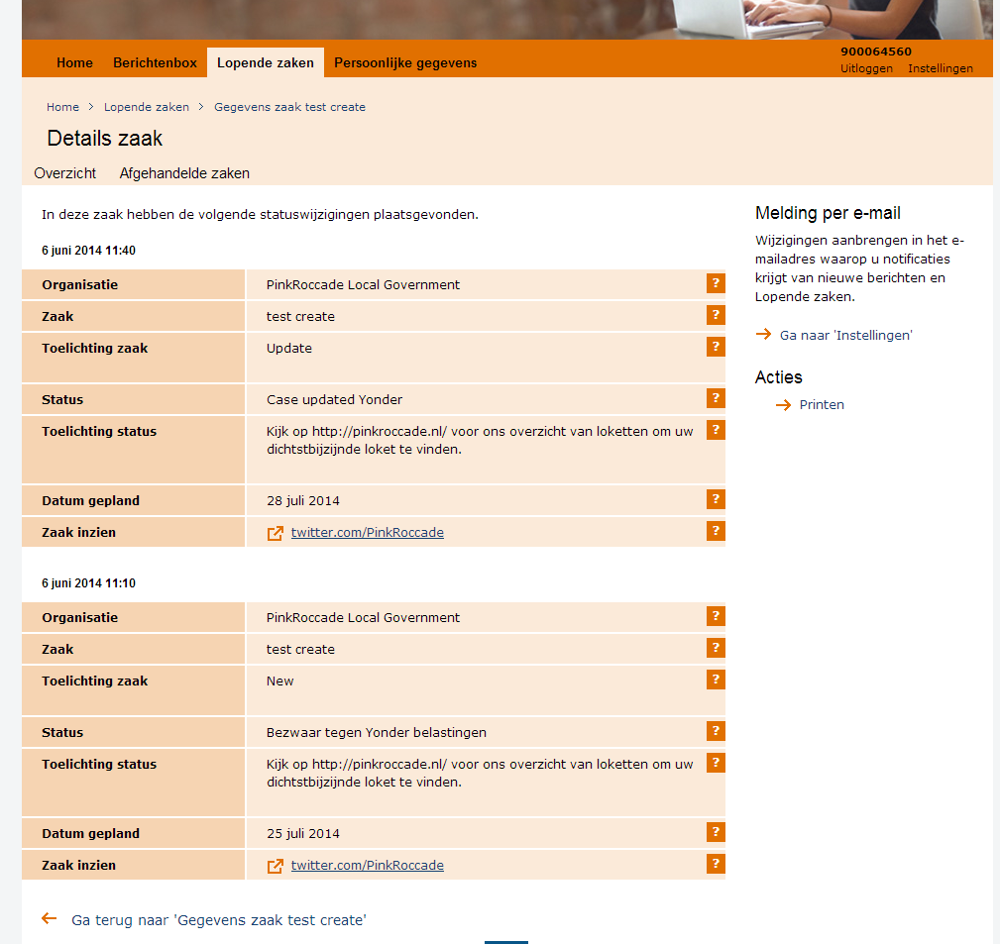 Home Berichtenbox Lopende zaken Persoonlijke gegevens
900064560
Uitloggen Instellingen
Home > Lopende zaken > Gegevens zaak test create
Details zaak
Overzicht Afgehandelde zaken
In deze zaak hebben de volgende statuswijzigingen plaatsgevonden.
6 juni 2014 11:40
Organisatie PinkRoccade Local Government ?
Zaak test create ?
Toelichting zaak Update ?
Status Case updated Yonder ?
Toelichting status Kijk op http://pinkroccade.nl/ voor ons overzicht van loketten om uw ?
dichtstbijzijnde loket te vinden.
Datum gepland 28 juli 2014 ?
Zaak inzien twitter.com/PinkRoccade ?
6 juni 2014 11:10
Organisatie PinkRoccade Local Government ?
Zaak test create ?
Toelichting zaak New ?
Status Bezwaar tegen Yonder belastingen ?
Toelichting status Kijk op http://pinkroccade.nl/ voor ons overzicht van loketten om uw ?
dichtstbijzijnde loket te vinden.
Datum gepland 25 juli 2014 ?
Zaak inzien twitter.com/PinkRoccade ?
Ga terug naar 'Gegevens zaak test create'
Melding per e-mail
Wijzigingen aanbrengen in het e-
mailadres waarop u notificaties
krijgt van nieuwe berichten en
Lopende zaken.
Ga naar 'Instellingen'
Acties
Printen